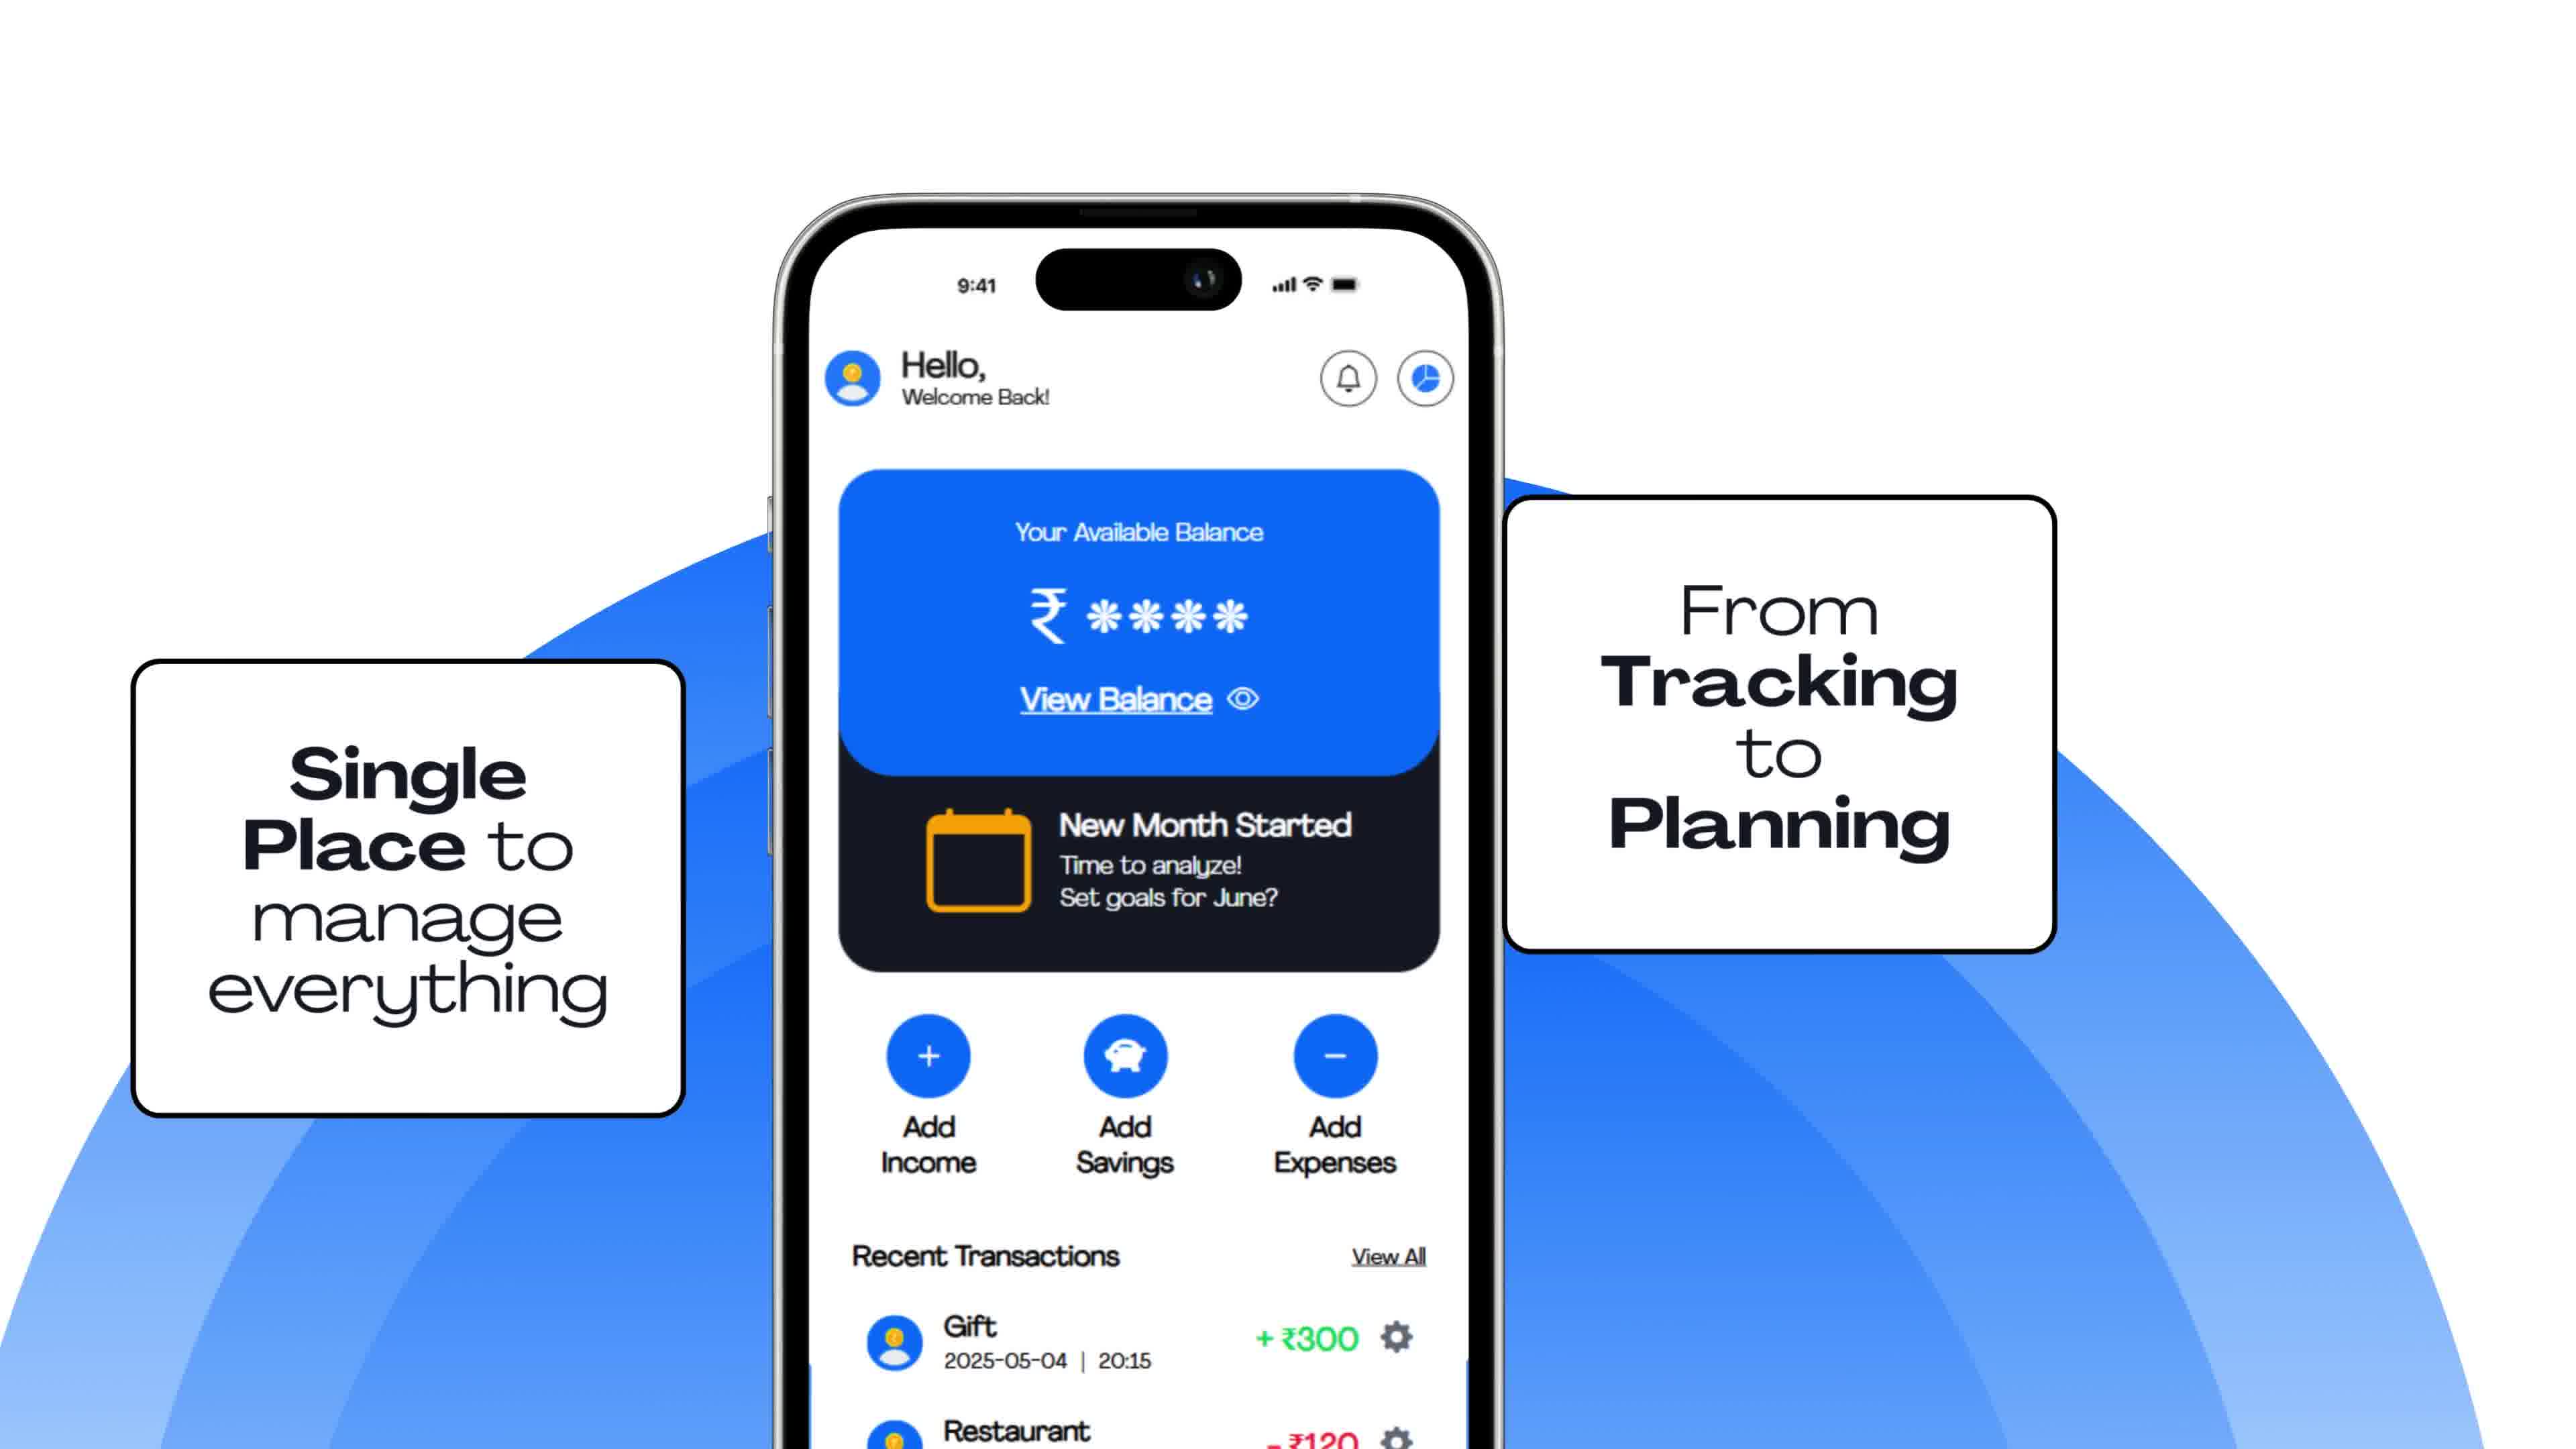 9:41
Hello,
Welcome Back!
Your Available Balance
₹ ****
View Balance
New Month Started
Time to analyze!
Set goals for June?
Add
Income
Add
Savings
Add
Expenses
Recent Transactions
View All
Gift
+ ₹300
2025-05-04 | 20:15
Restaurant
- ₹120
Single
Place to
manage
everything
From
Tracking
to
Planning